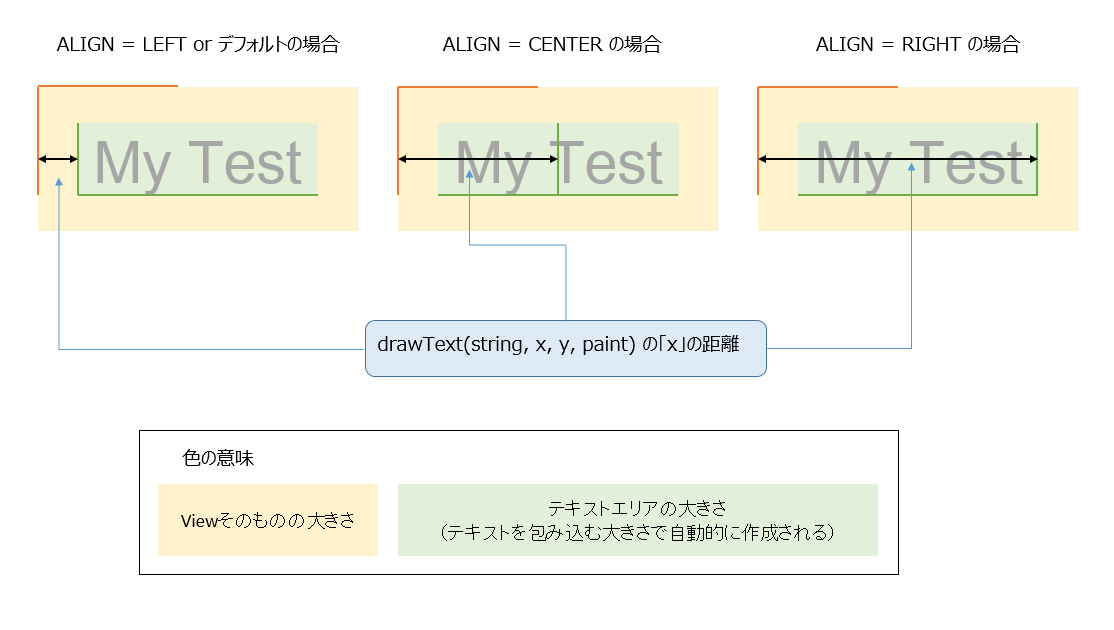 ALIGN = LEFT or デフォルトの場合
ALIGN = CENTER の場合
ALIGN = RIGHT の場合
My Test
My Test
My Test
drawText(string, x, y, paint) の「x」の距離
色の意味
Viewそのものの大きさ
テキストエリアの大きさ
（テキストを包み込む大きさで自動的に作成される）